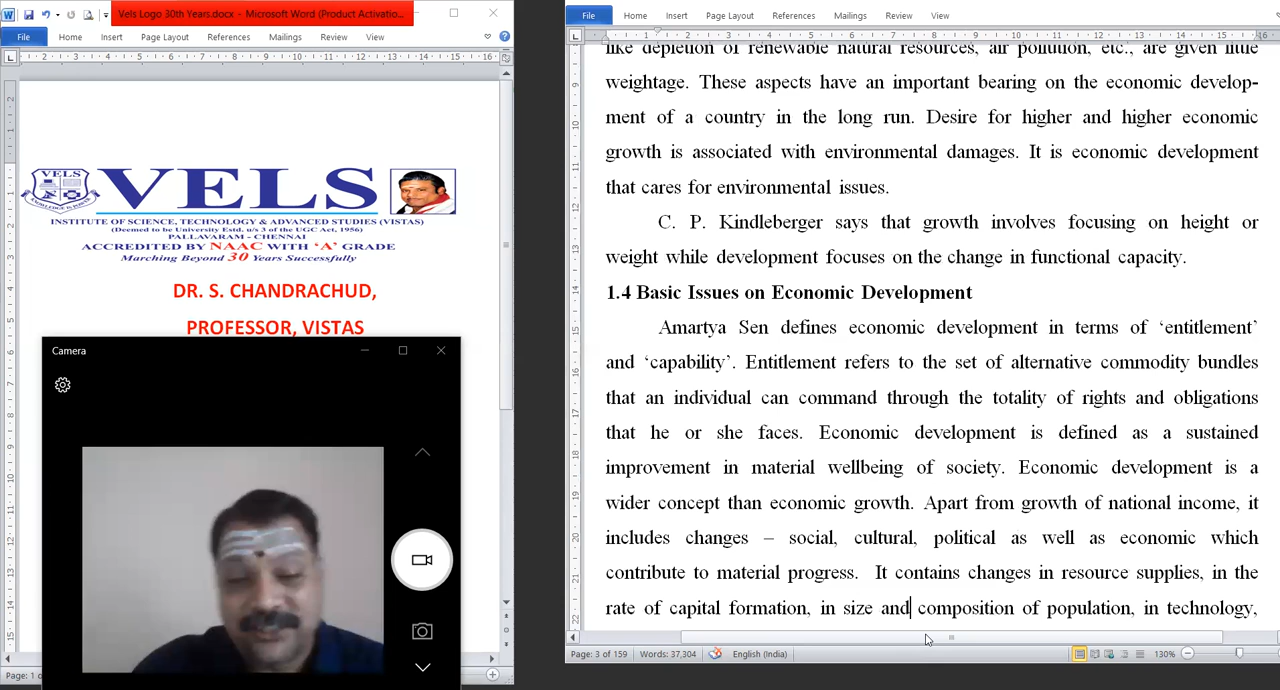 Vels Logo 30th Years.docx - Microsoft Word (Product Activatio...
File Home Insert Page Layout References Mailings Review View
VELS
VELS
INSTITUTE OF SCIENCE, TECHNOLOGY & ADVANCED STUDIES (VISTAS)
(Deemed to be University Estd. u/s 3 of the UGC Act, 1956)
PALLAVARAM - CHENNAI
ACCREDITED BY NAAC WITH 'A' GRADE
Marching Beyond 30 Years Successfully
DR. S. CHANDRACHUD,
PROFESSOR, VISTAS
Camera
Page: 1 o
File Home Insert Page Layout References Mailings Review View
like depletion of renewable natural resources, air pollution, etc., are given little
weightage. These aspects have an important bearing on the economic develop-
ment of a country in the long run. Desire for higher and higher economic
growth is associated with environmental damages. It is economic development
that cares for environmental issues.
C. P. Kindleberger says that growth involves focusing on height or
weight while development focuses on the change in functional capacity.
1.4 Basic Issues on Economic Development
Amartya Sen defines economic development in terms of ‘entitlement’
and ‘capability’. Entitlement refers to the set of alternative commodity bundles
that an individual can command through the totality of rights and obligations
that he or she faces. Economic development is defined as a sustained
improvement in material wellbeing of society. Economic development is a
wider concept than economic growth. Apart from growth of national income, it
includes changes – social, cultural, political as well as economic which
contribute to material progress. It contains changes in resource supplies, in the
rate of capital formation, in size and composition of population, in technology,
Page: 3 of 159 Words: 37,304 English (India) 130%